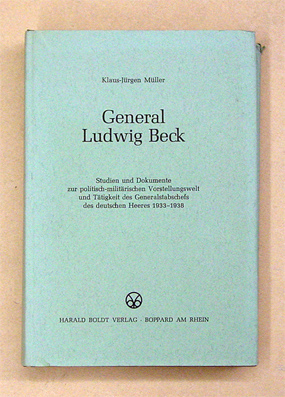 Klaus-Jürgen Müller
General
Ludwig Beck
Studien und Dokumente
zur politisch-militärischen Vorstellungswelt
und Tätigkeit des Generalstabschefs
des deutschen Heeres 1933-1938
HARALD BOLDT VERLAG · BOPPARD AM RHEIN